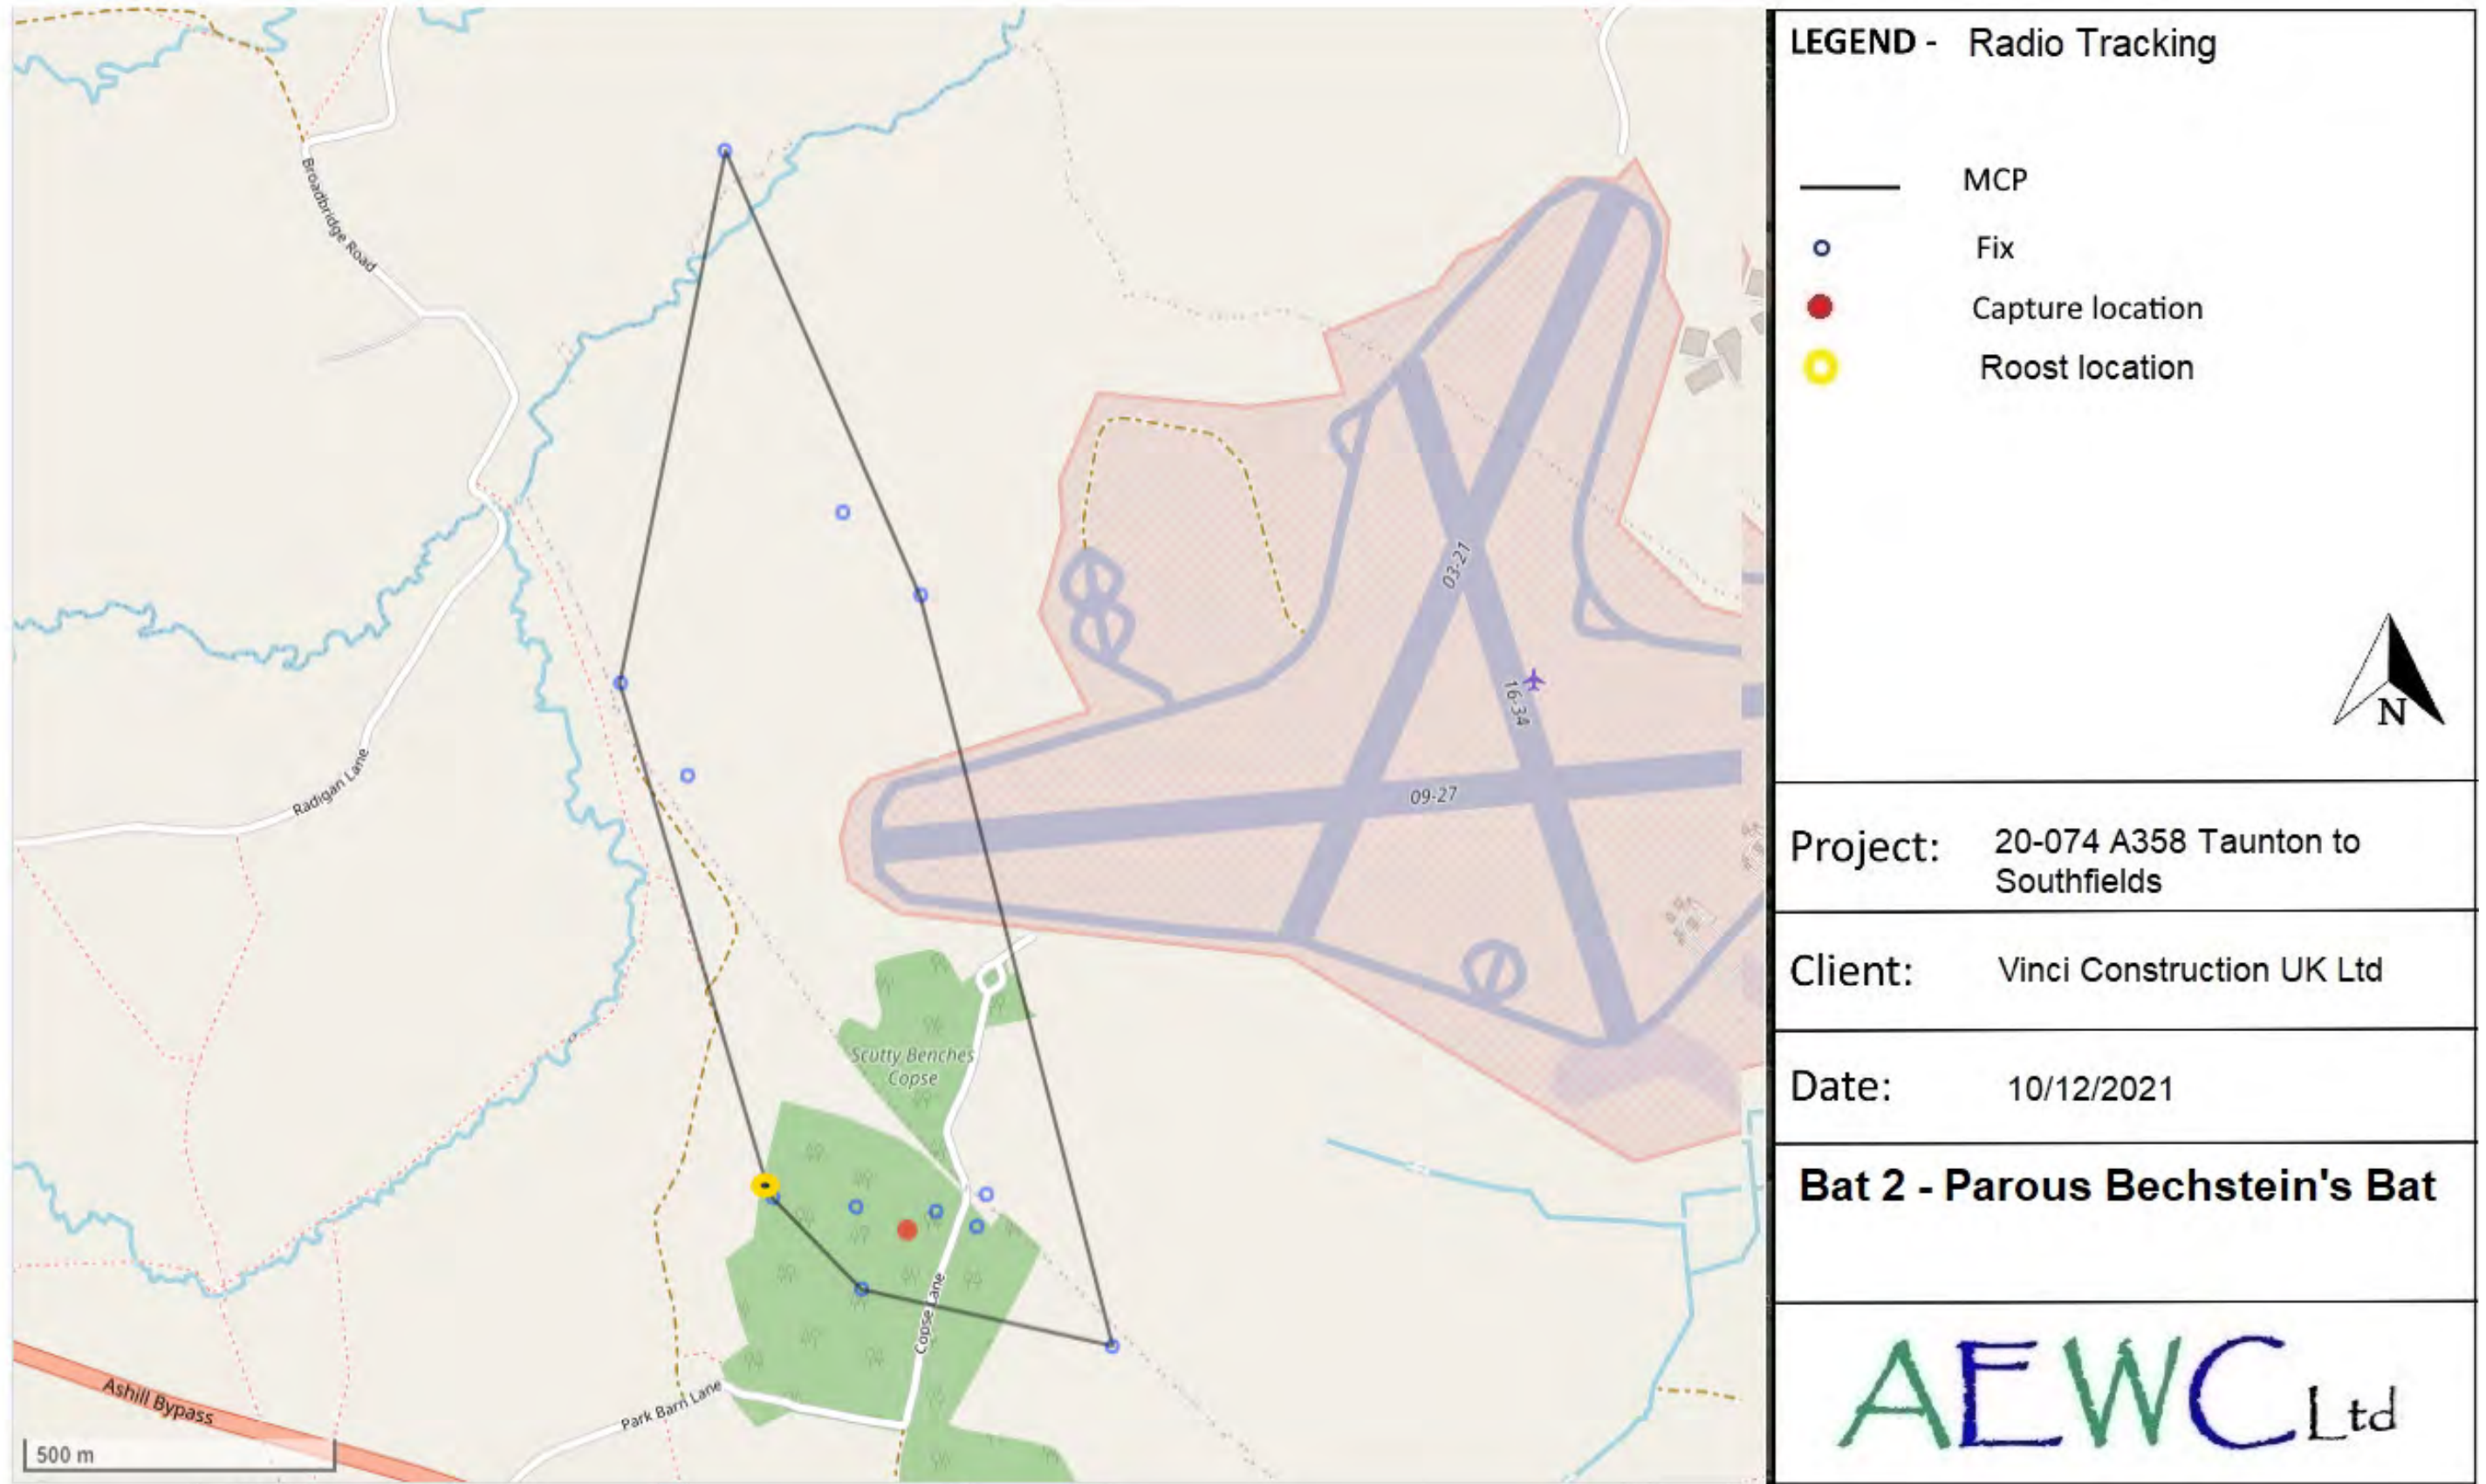 Broadbridge Road
Radigan Lane
03-21
16-34
09-27
Scutty Benches
Copse
Copse Lane
Park Barn Lane
Ashill Bypass
500 m
LEGEND - Radio Tracking
MCP
Fix
Capture location
Roost location
N
Project: 20-074 A358 Taunton to
Southfields
Client: Vinci Construction UK Ltd
Date: 10/12/2021
Bat 2 - Parous Bechstein's Bat
AEWC Ltd